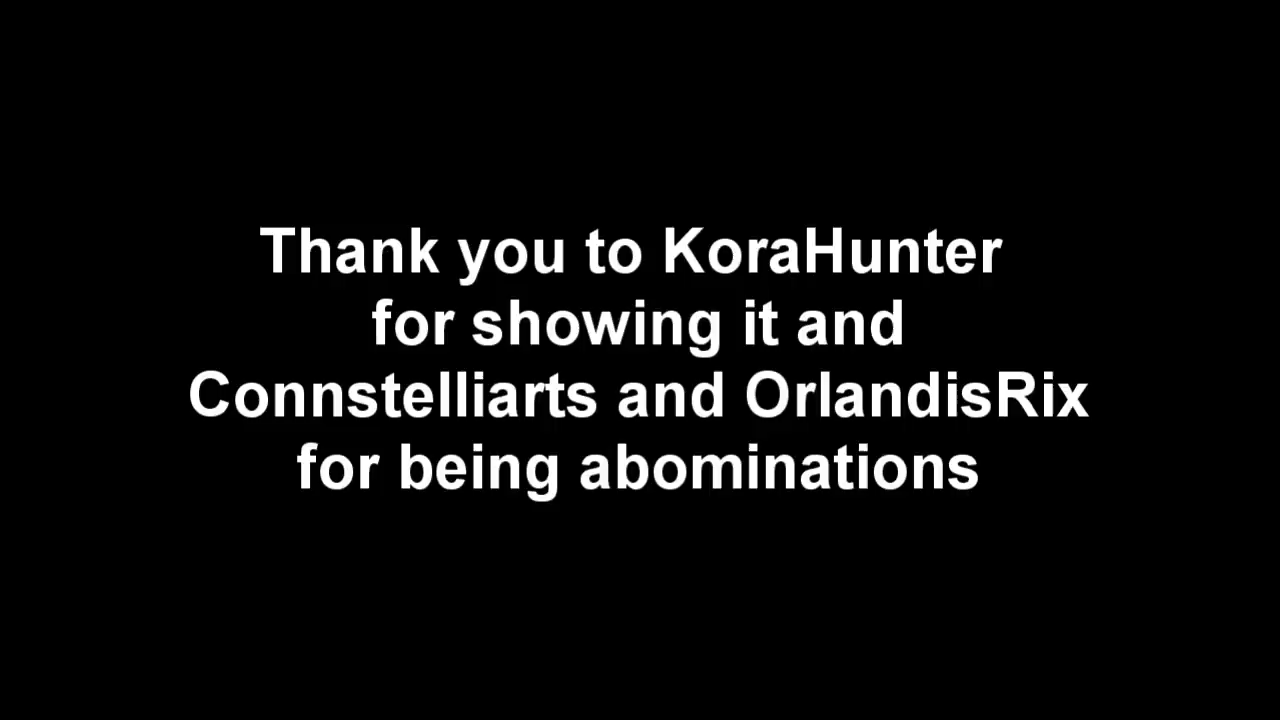 Thank you to KoraHunter
for showing it and
Connstelliarts and OrlandisRix
for being abominations